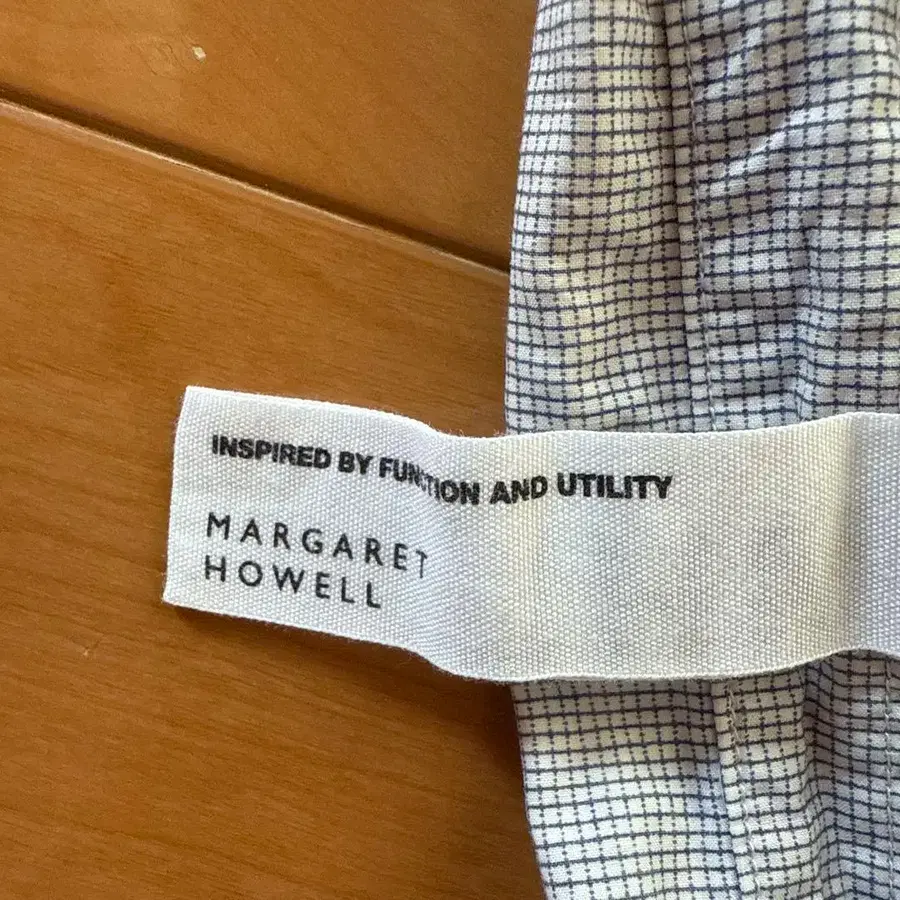 INSPIRED BY FUNCTION AND UTILITY
MARGARET
HOWELL